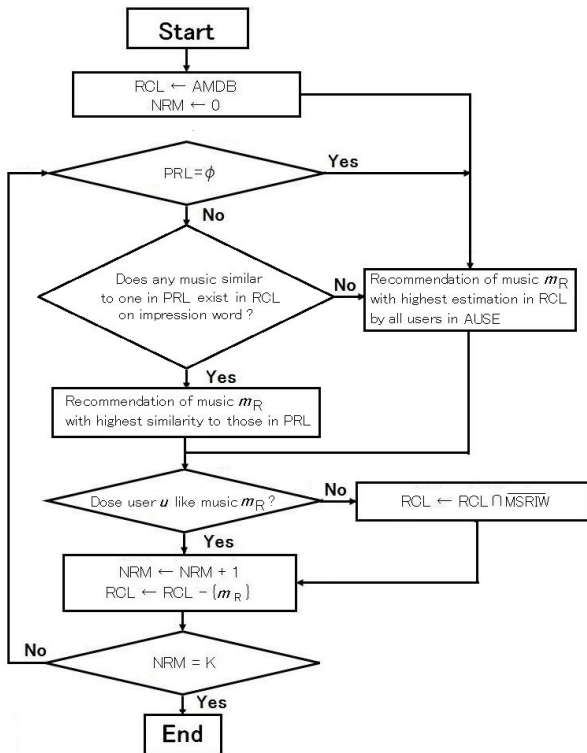 Start
RCL ← AMDB
NRM ← 0
PRL=ϕ
Yes
No
Does any music similar
to one in PRL exist in RCL
on impression word ?
No
Recommendation of music mR
with highest estimation in RCL
by all users in AUSE
Yes
Recommendation of music mR
with highest similarity to those in PRL
Dose user u like music mR ?
No
RCL ← RCL ∩ M̅S̅R̅I̅W̅
Yes
NRM ← NRM + 1
RCL ← RCL − {mR}
No
NRM = K
Yes
End